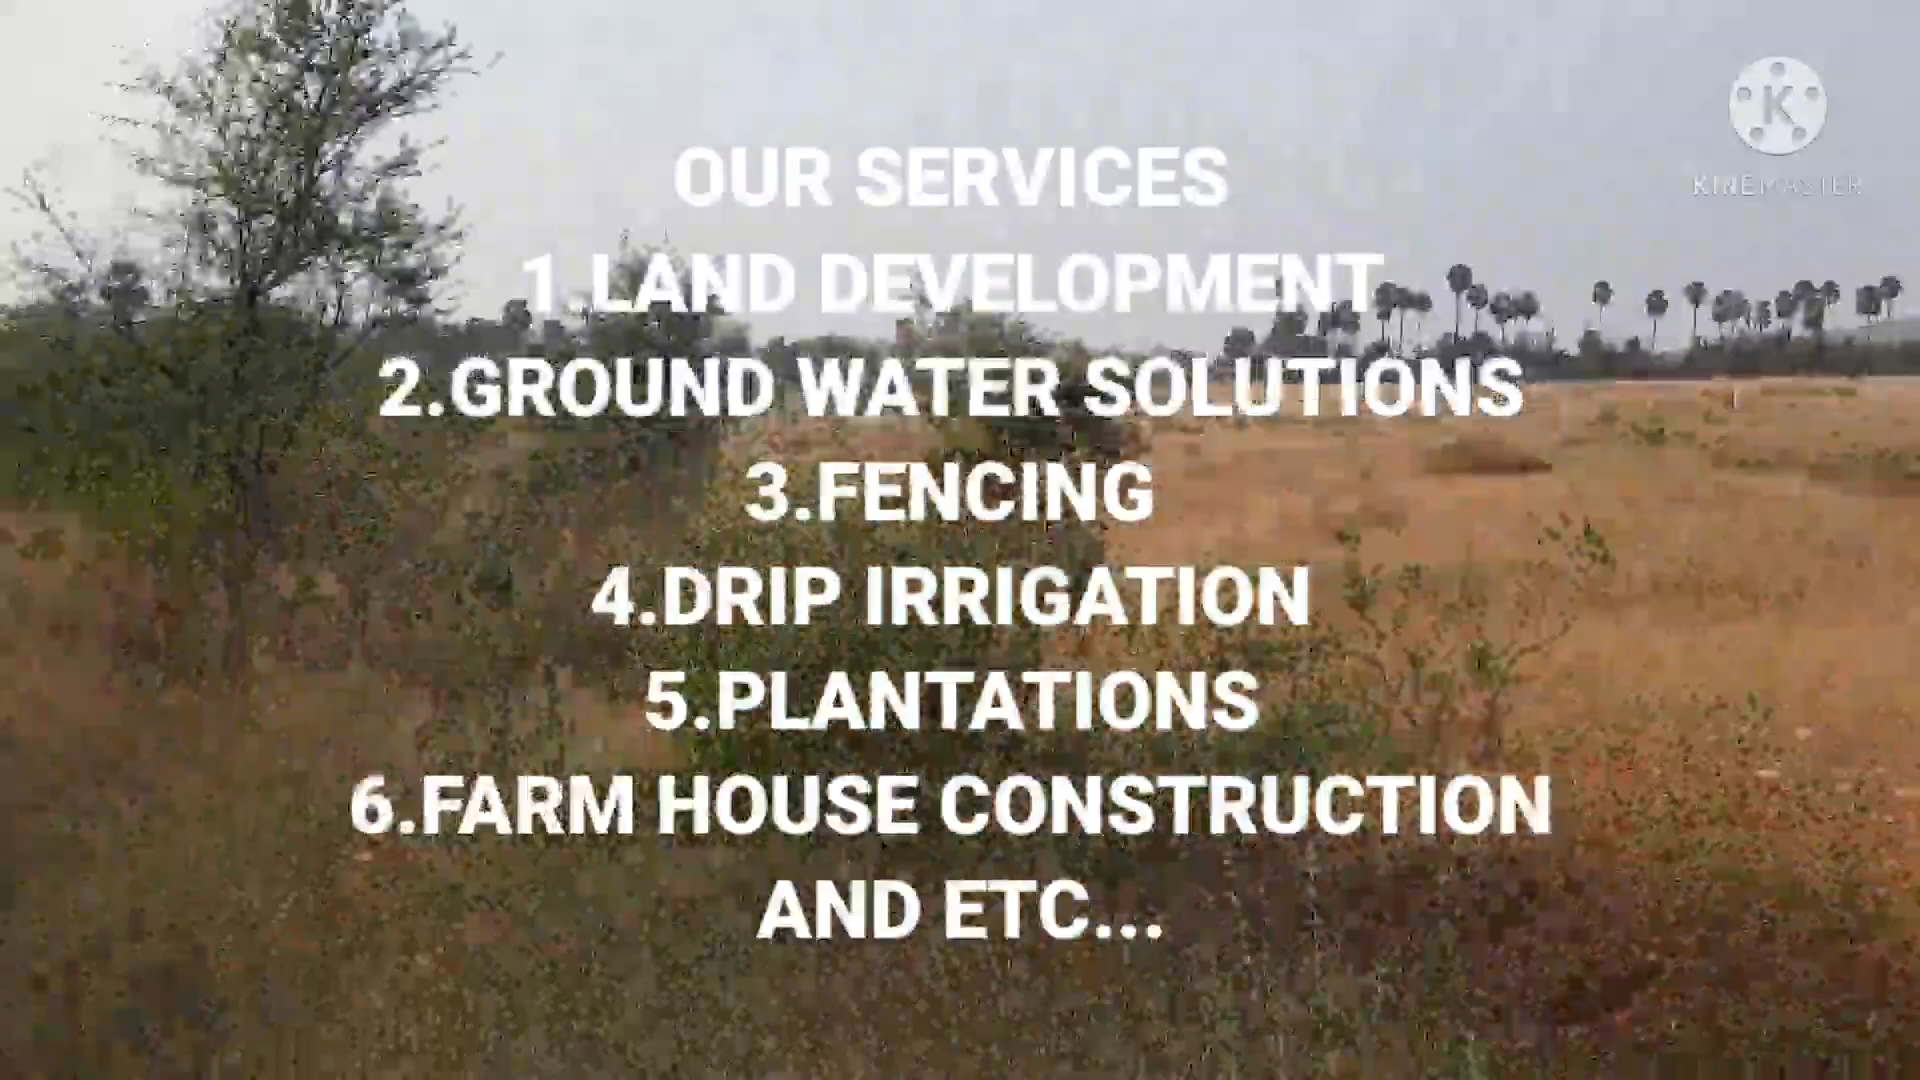 OUR SERVICES
1.LAND DEVELOPMENT
2.GROUND WATER SOLUTIONS
3.FENCING
4.DRIP IRRIGATION
5.PLANTATIONS
6.FARM HOUSE CONSTRUCTION
AND ETC...
K
KINEMASTER